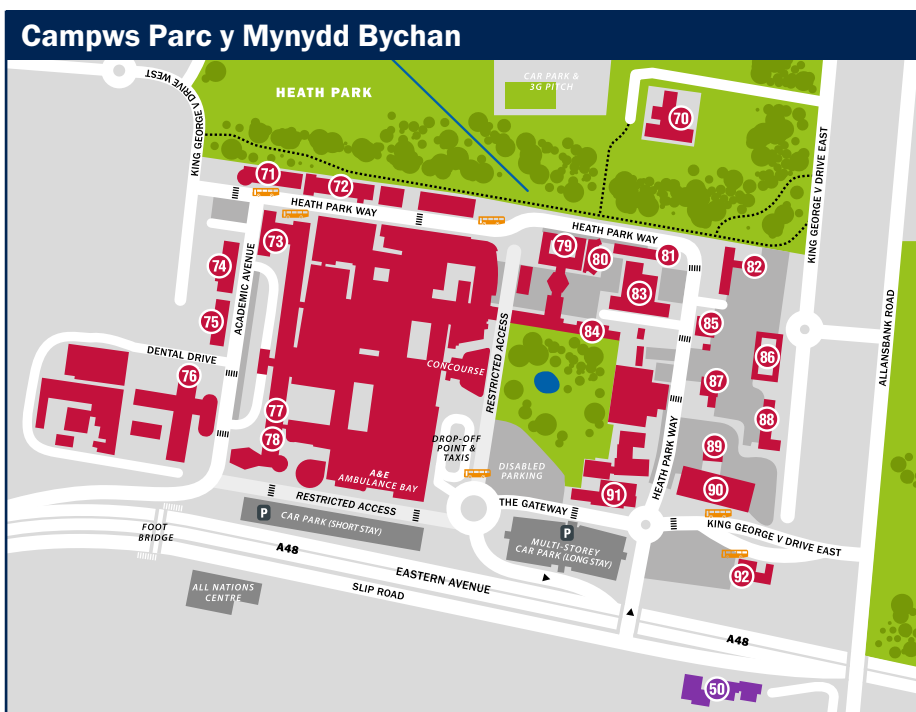 Campws Parc y Mynydd Bychan
KING GEORGE V DRIVE WEST
HEATH PARK
CAR PARK &
3G PITCH
70
KING GEORGE V DRIVE EAST
71
72
HEATH PARK WAY
HEATH PARK WAY
73
74
75
ACADEMIC AVENUE
79
80
81
82
83
84
85
86
ALLANSBANK ROAD
RESTRICTED ACCESS
CONCOURSE
DENTAL DRIVE
76
77
78
87
88
89
90
91
HEATH PARK WAY
DROP-OFF
POINT &
TAXIS
DISABLED
PARKING
A&E
AMBULANCE BAY
RESTRICTED ACCESS
THE GATEWAY
P
CAR PARK (SHORT STAY)
P
MULTI-STOREY
CAR PARK (LONG STAY)
KING GEORGE V DRIVE EAST
92
FOOT
BRIDGE
A48
EASTERN AVENUE
SLIP ROAD
ALL NATIONS
CENTRE
A48
50